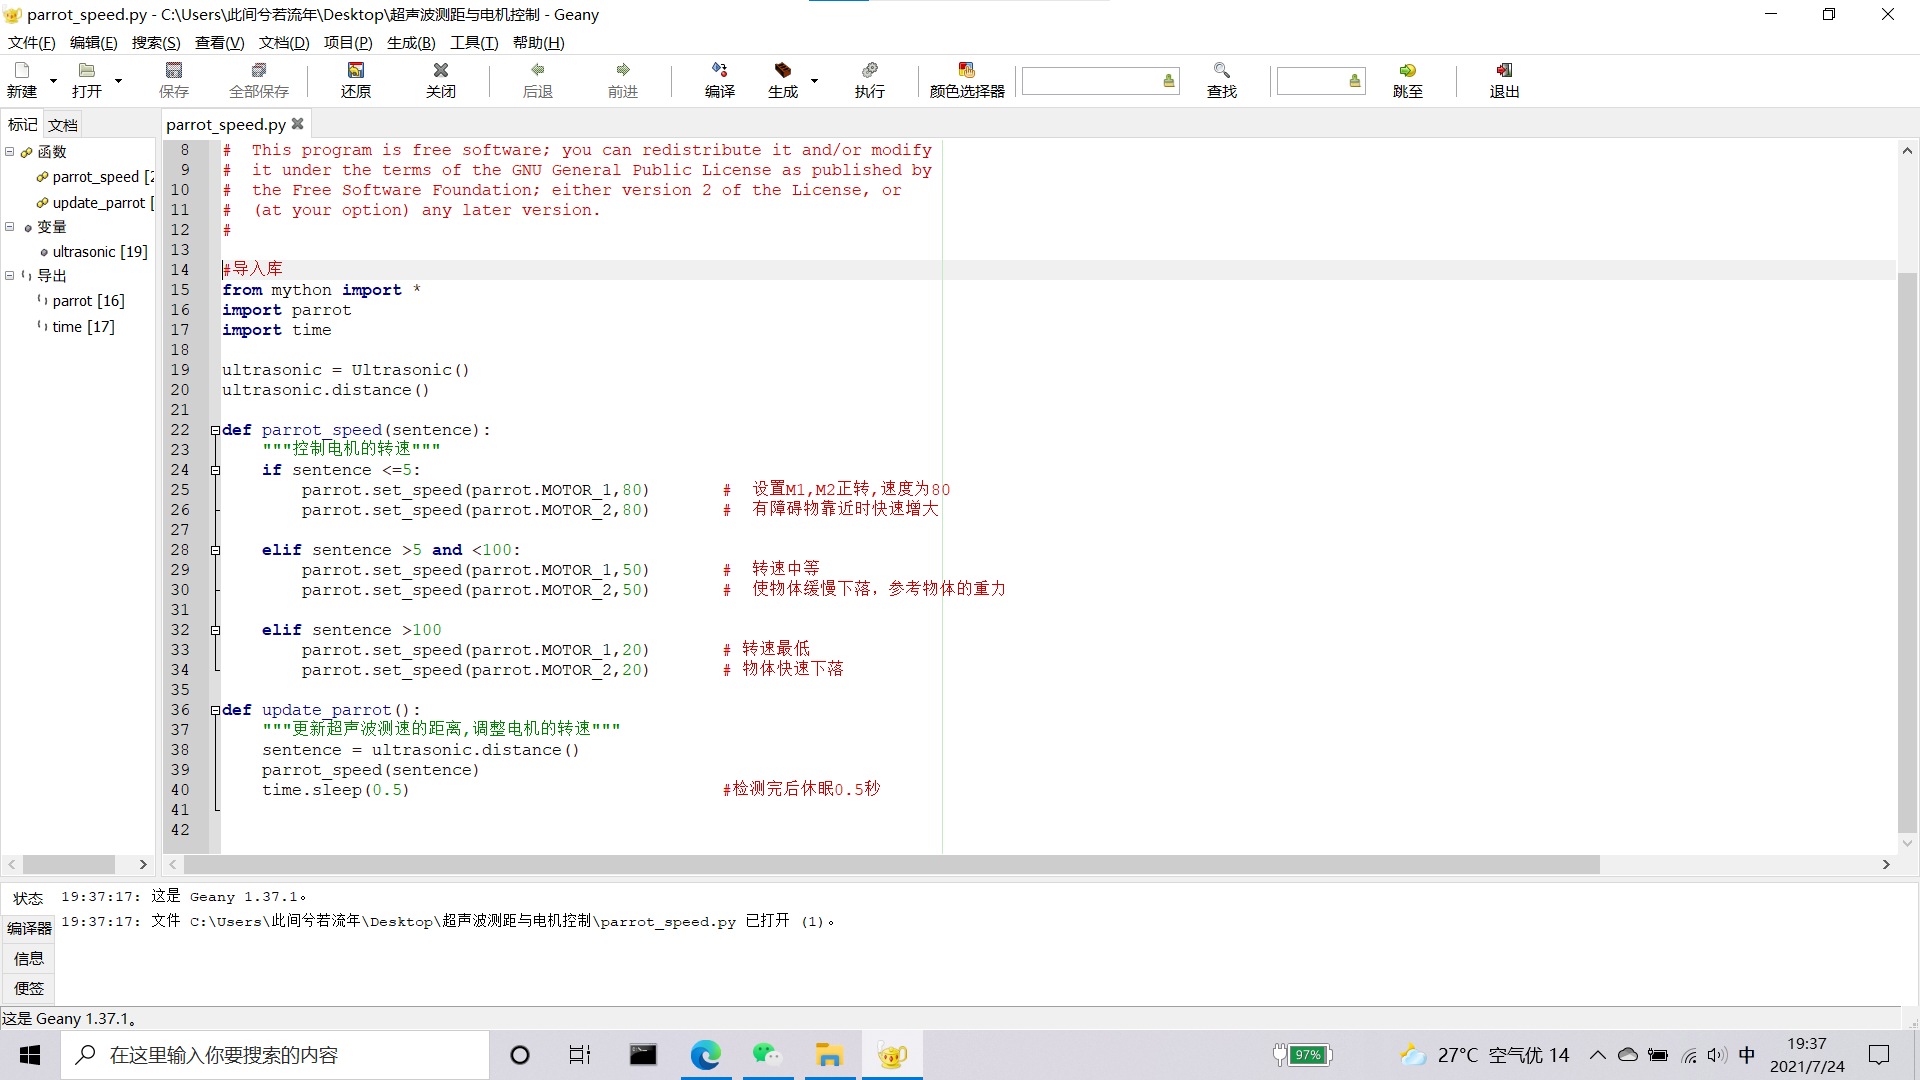 parrot_speed.py - C:\Users\此间兮若流年\Desktop\超声波测距与电机控制 - Geany
文件(F) 编辑(E) 搜索(S) 查看(V) 文档(D) 项目(P) 生成(B) 工具(T) 帮助(H)
新建 打开 保存 全部保存 还原 关闭 后退 前进 编译 生成 执行 颜色选择器 查找 跳至 退出
标记 文档
函数
parrot_speed [2
update_parrot [
变量
ultrasonic [19]
导出
parrot [16]
time [17]
parrot_speed.py
8 #  This program is free software; you can redistribute it and/or modify
9 #  it under the terms of the GNU General Public License as published by
10 #  the Free Software Foundation; either version 2 of the License, or
11 #  (at your option) any later version.
12 #
13
14 #导入库
15 from mython import *
16 import parrot
17 import time
18
19 ultrasonic = Ultrasonic()
20 ultrasonic.distance()
21
22 def parrot_speed(sentence):
23     """控制电机的转速"""
24     if sentence <=5:
25         parrot.set_speed(parrot.MOTOR_1,80)       #  设置M1,M2正转,速度为80
26         parrot.set_speed(parrot.MOTOR_2,80)       #  有障碍物靠近时快速增大
27
28     elif sentence >5 and <100:
29         parrot.set_speed(parrot.MOTOR_1,50)       #  转速中等
30         parrot.set_speed(parrot.MOTOR_2,50)       #  使物体缓慢下落，参考物体的重力
31
32     elif sentence >100
33         parrot.set_speed(parrot.MOTOR_1,20)       # 转速最低
34         parrot.set_speed(parrot.MOTOR_2,20)       # 物体快速下落
35
36 def update_parrot():
37     """更新超声波测速的距离,调整电机的转速"""
38     sentence = ultrasonic.distance()
39     parrot_speed(sentence)
40     time.sleep(0.5)                               #检测完后休眠0.5秒
41
42
状态
编译器
信息
便签
19:37:17: 这是 Geany 1.37.1。
19:37:17: 文件 C:\Users\此间兮若流年\Desktop\超声波测距与电机控制\parrot_speed.py 已打开 (1)。
这是 Geany 1.37.1。
在这里输入你要搜索的内容
97%
27°C 空气优 14
中
19:37
2021/7/24